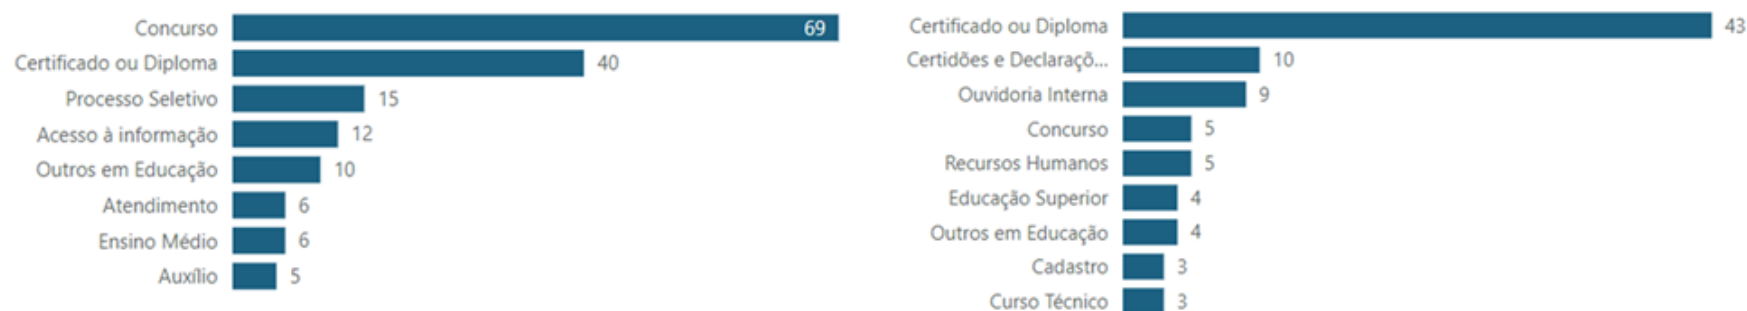 Concurso 69
Certificado ou Diploma 40
Processo Seletivo 15
Acesso à informação 12
Outros em Educação 10
Atendimento 6
Ensino Médio 6
Auxílio 5
Certificado ou Diploma 43
Certidões e Declaraçõ... 10
Ouvidoria Interna 9
Concurso 5
Recursos Humanos 5
Educação Superior 4
Outros em Educação 4
Cadastro 3
Curso Técnico 3